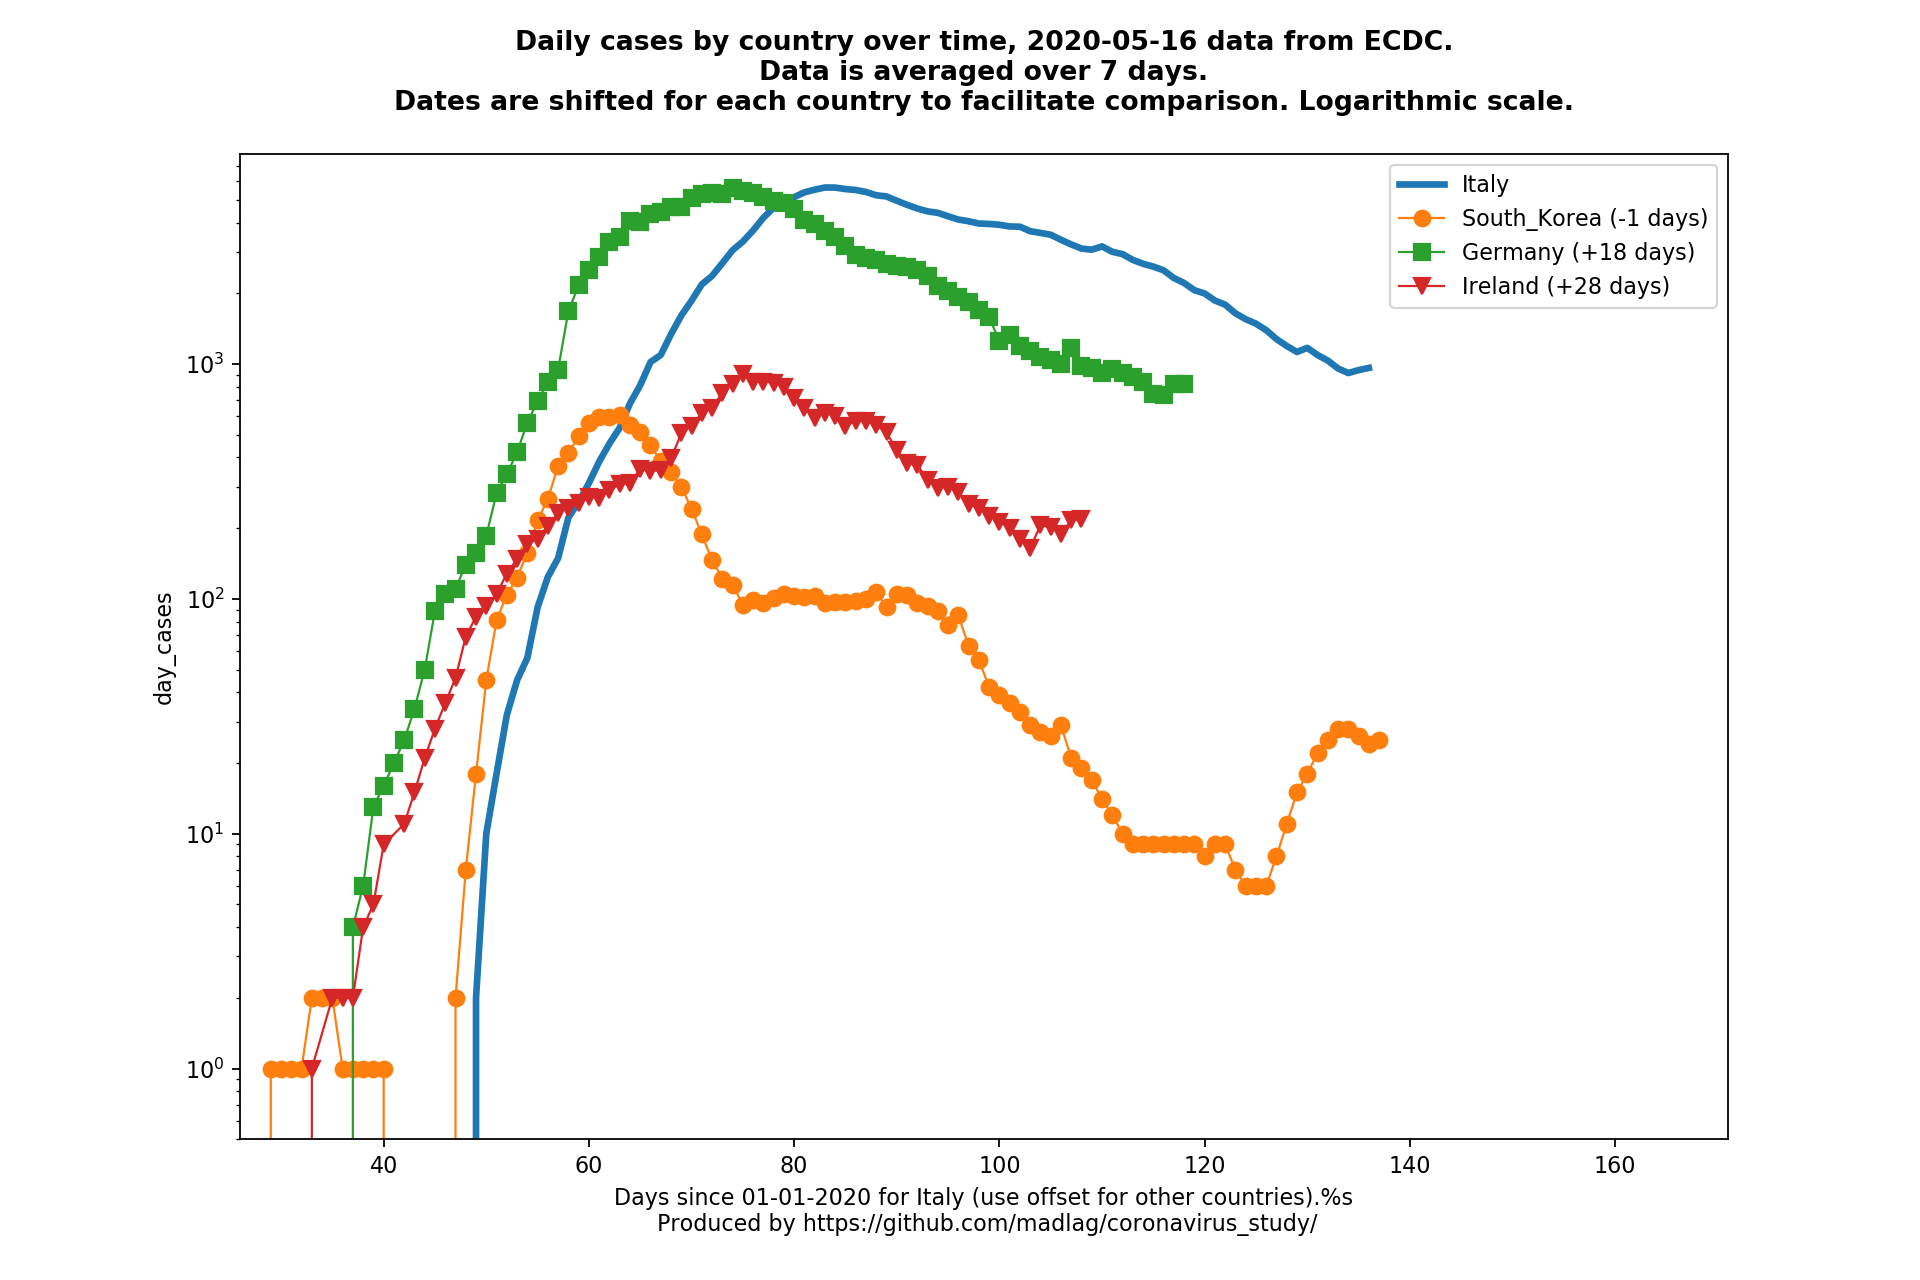 Daily cases by country over time, 2020-05-16 data from ECDC.
Data is averaged over 7 days.
Dates are shifted for each country to facilitate comparison. Logarithmic scale.
Italy
South_Korea (-1 days)
Germany (+18 days)
Ireland (+28 days)
day_cases
10³
10²
10¹
10⁰
40 60 80 100 120 140 160
Days since 01-01-2020 for Italy (use offset for other countries).%s
Produced by https://github.com/madlag/coronavirus_study/